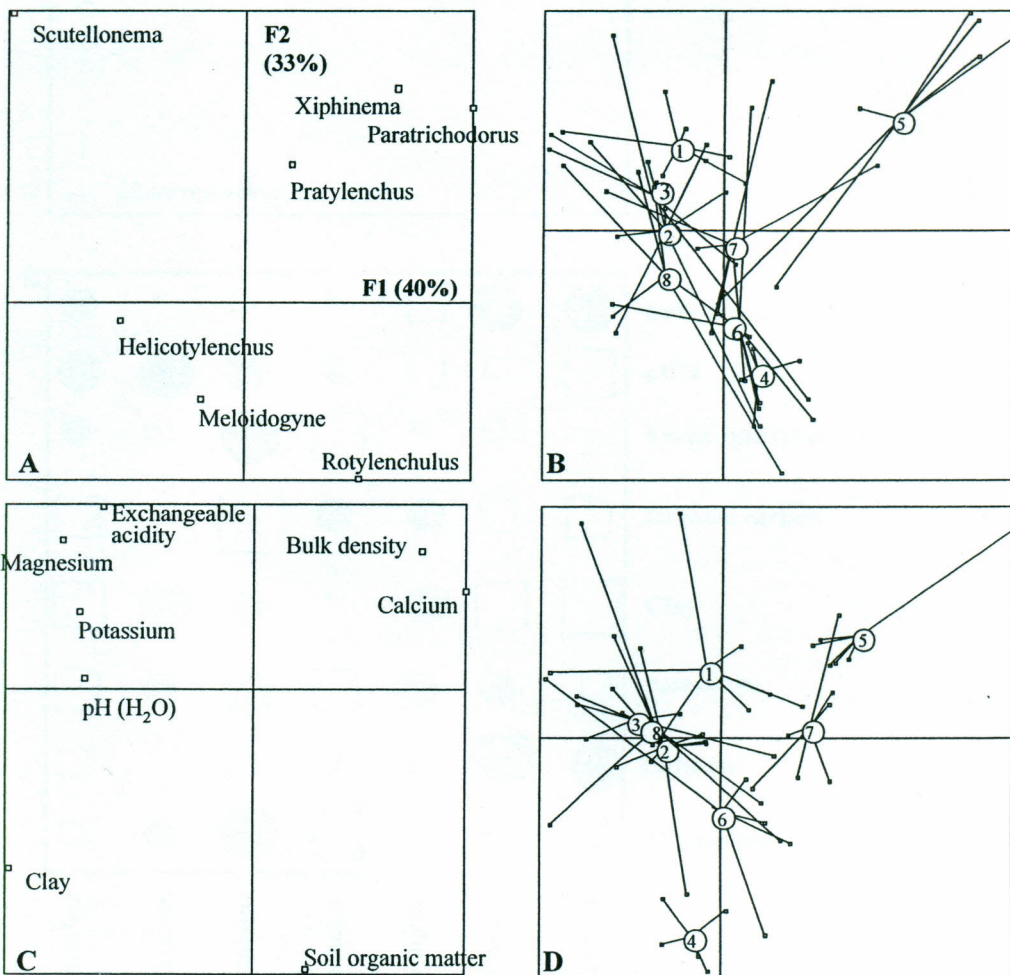 Scutellonema
F2
(33%)
Xiphinema
Paratrichodorus
Pratylenchus
F1 (40%)
Helicotylenchus
Meloidogyne
Rotylenchulus
A
5
1
3
2
7
8
6
4
B
Exchangeable
acidity
Magnesium
Bulk density
Calcium
Potassium
pH (H₂O)
Clay
Soil organic matter
C
5
1
3
8
7
2
6
4
D